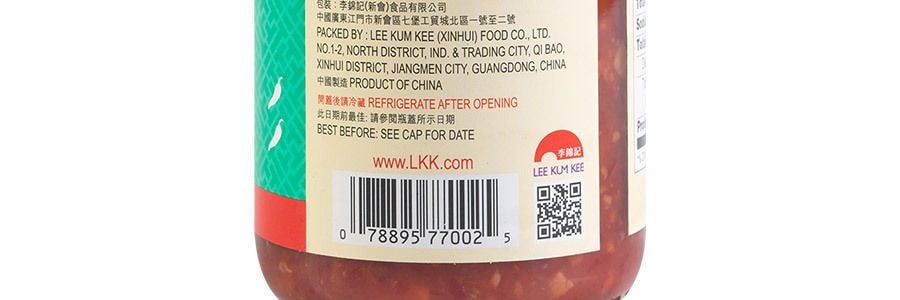 包裝：李錦記(新會)食品有限公司
中國廣東江門市新會區七堡工貿城北區一號至二號
PACKED BY : LEE KUM KEE (XINHUI) FOOD CO., LTD.
NO.1-2, NORTH DISTRICT, IND. & TRADING CITY, QI BAO,
XINHUI DISTRICT, JIANGMEN CITY, GUANGDONG, CHINA
中國製造 PRODUCT OF CHINA
開蓋後請冷藏 REFRIGERATE AFTER OPENING
此日期前最佳: 請參閱瓶蓋所示日期
BEST BEFORE: SEE CAP FOR DATE
www.LKK.com
李錦記
LEE KUM KEE
0 78895 77002 5